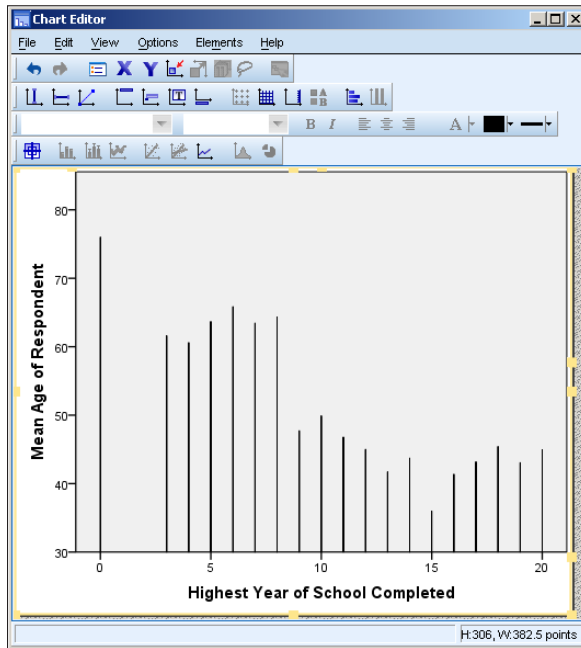 Chart Editor
File Edit View Options Elements Help
X Y
T A B
B I A
80
70
60
50
40
30
Mean Age of Respondent
0 5 10 15 20
Highest Year of School Completed
H:306, W:382.5 points